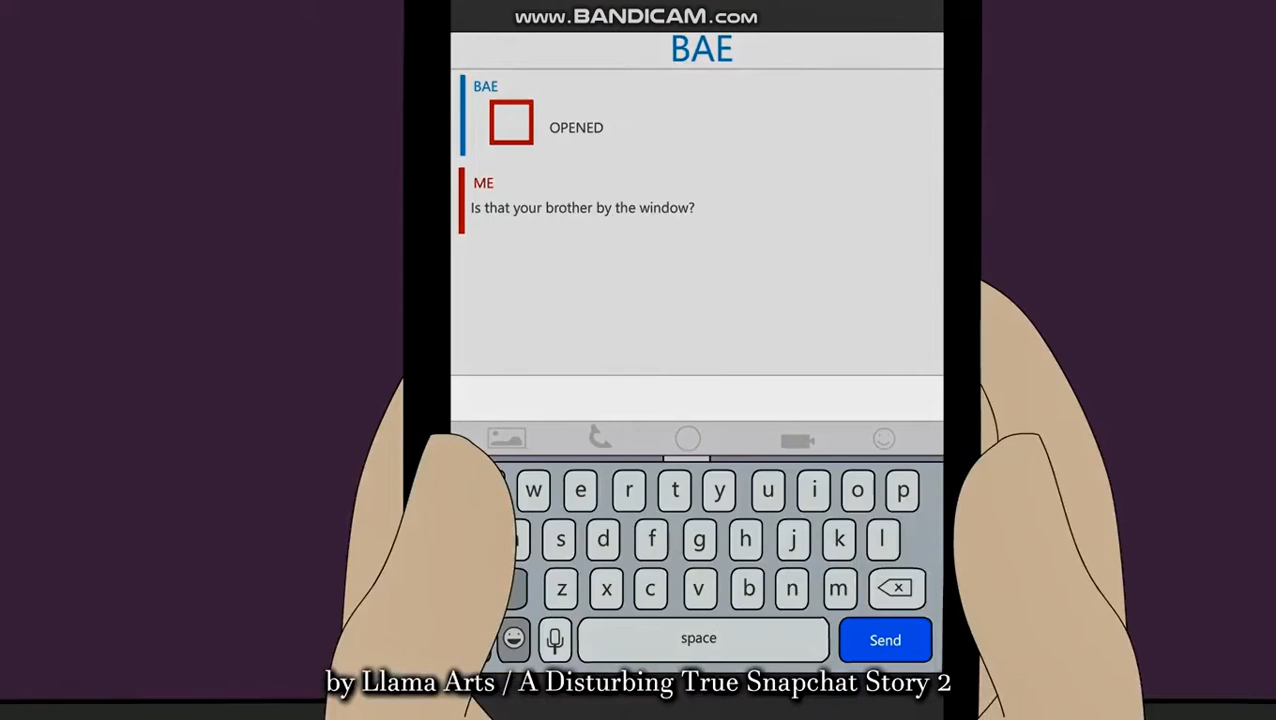 www.BANDICAM.com
BAE
BAE
OPENED
ME
Is that your brother by the window?
w e r t y u i o p
s d f g h j k l
z x c v b n m
space
Send
by Llama Arts / A Disturbing True Snapchat Story 2